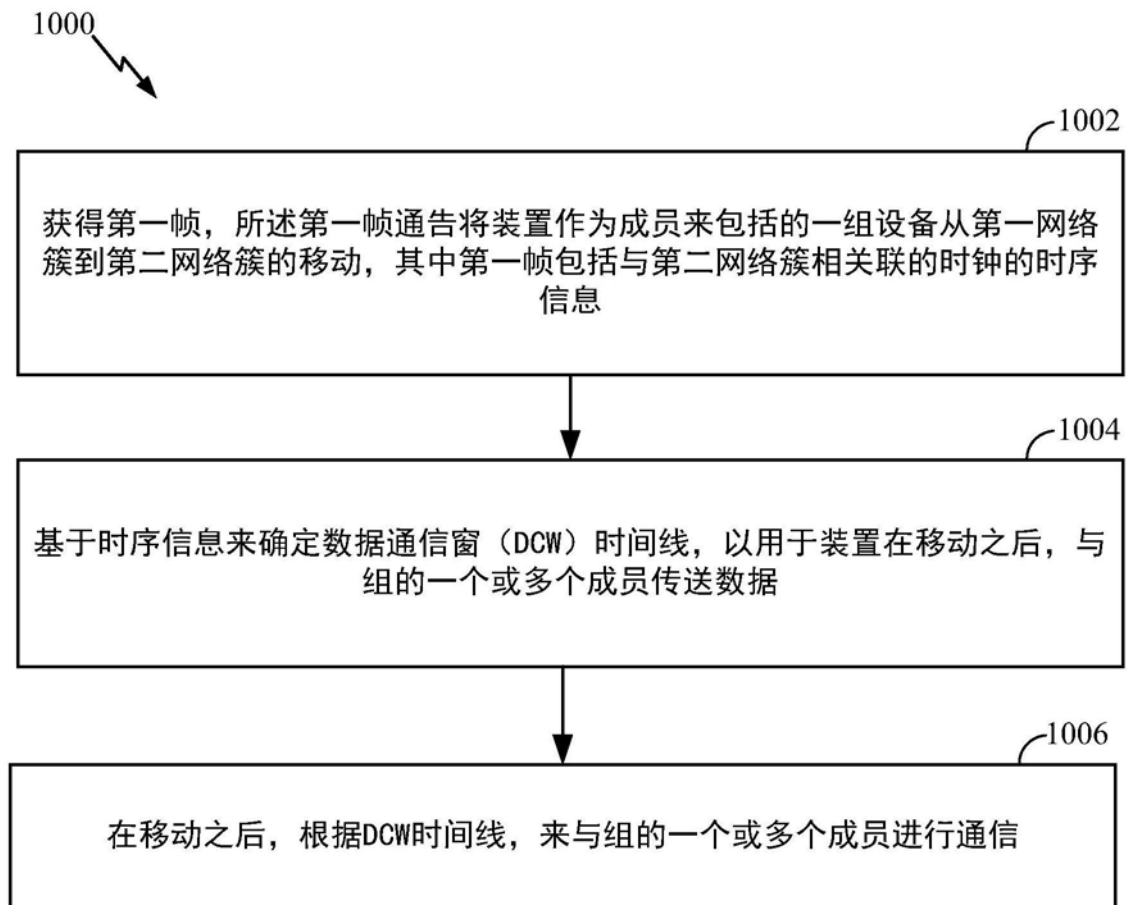 1000
1002
获得第一帧，所述第一帧通告将装置作为成员来包括的一组设备从第一网络
簇到第二网络簇的移动，其中第一帧包括与第二网络簇相关联的时钟的时序
信息
1004
基于时序信息来确定数据通信窗（DCW）时间线，以用于装置在移动之后，与
组的一个或多个成员传送数据
1006
在移动之后，根据DCW时间线，来与组的一个或多个成员进行通信